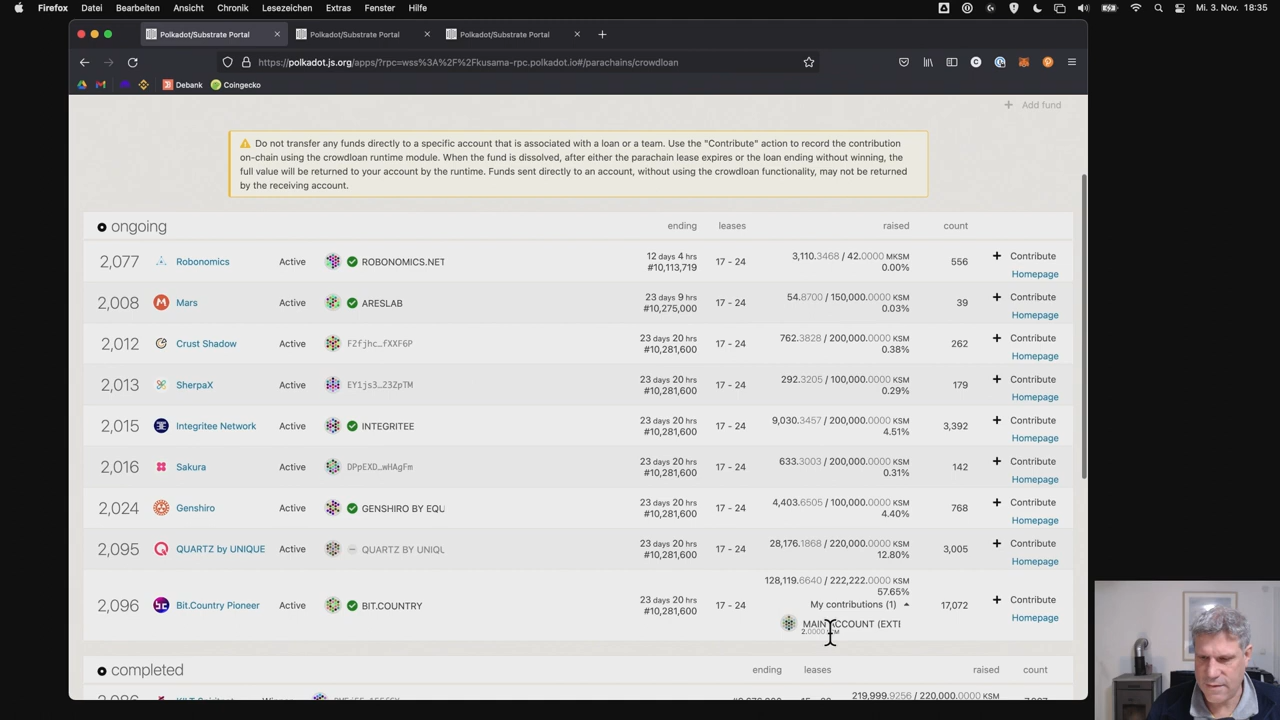 Firefox Datei Bearbeiten Ansicht Chronik Lesezeichen Extras Fenster Hilfe Mi. 3. Nov. 18:35
Polkadot/Substrate Portal Polkadot/Substrate Portal Polkadot/Substrate Portal
https://polkadot.js.org/apps/?rpc=wss%3A%2F%2Fkusama-rpc.polkadot.io#/parachains/crowdloan
Debank Coingecko
+ Add fund
Do not transfer any funds directly to a specific account that is associated with a loan or a team. Use the "Contribute" action to record the contribution
on-chain using the crowdloan runtime module. When the fund is dissolved, after either the parachain lease expires or the loan ending without winning, the
full value will be returned to your account by the runtime. Funds sent directly to an account, without using the crowdloan functionality, may not be returned
by the receiving account.
ongoing ending leases raised count
2,077 Robonomics Active ROBONOMICS.NET 12 days 4 hrs 17 - 24 3,110.3468 / 42.0000 MKSM 556 + Contribute
#10,113,719 0.00% Homepage
2,008 Mars Active ARESLAB 23 days 9 hrs 17 - 24 54.8700 / 150,000.0000 KSM 39 + Contribute
#10,275,000 0.03% Homepage
2,012 Crust Shadow Active FZfjhc…fXXF6P 23 days 20 hrs 17 - 24 762.3828 / 200,000.0000 KSM 262 + Contribute
#10,281,600 0.38% Homepage
2,013 SherpaX Active EY1js3…23ZpTM 23 days 20 hrs 17 - 24 292.3205 / 100,000.0000 KSM 179 + Contribute
#10,281,600 0.29% Homepage
2,015 Integritee Network Active INTEGRITEE 23 days 20 hrs 17 - 24 9,030.3457 / 200,000.0000 KSM 3,392 + Contribute
#10,281,600 4.51% Homepage
2,016 Sakura Active DPpEXD…wHAgFm 23 days 20 hrs 17 - 24 633.3003 / 200,000.0000 KSM 142 + Contribute
#10,281,600 0.31% Homepage
2,024 Genshiro Active GENSHIRO BY EQU 23 days 20 hrs 17 - 24 4,403.6505 / 100,000.0000 KSM 768 + Contribute
#10,281,600 4.40% Homepage
2,095 QUARTZ by UNIQUE Active QUARTZ BY UNIQU 23 days 20 hrs 17 - 24 28,176.1868 / 220,000.0000 KSM 3,005 + Contribute
#10,281,600 12.80% Homepage
128,119.6640 / 222,222.0000 KSM
57.65%
2,096 Bit.Country Pioneer Active BIT.COUNTRY 23 days 20 hrs 17 - 24 My contributions (1) 17,072 + Contribute
#10,281,600 Homepage
MAIN ACCOUNT (EXTI
completed ending leases raised count
219,999.9256 / 220,000.0000 KSM